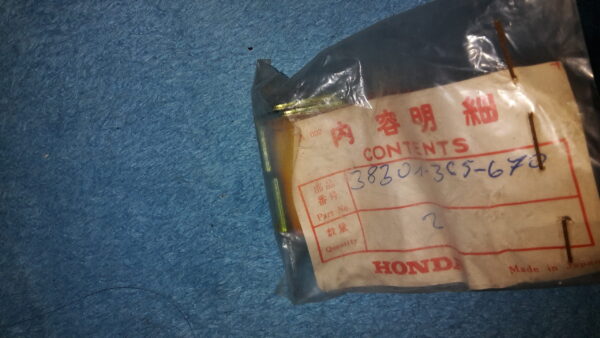 内容明細
CONTENTS
部品番号
Part No.
38301-365-670
数量
Quantity
2
HONDA
Made in Japan